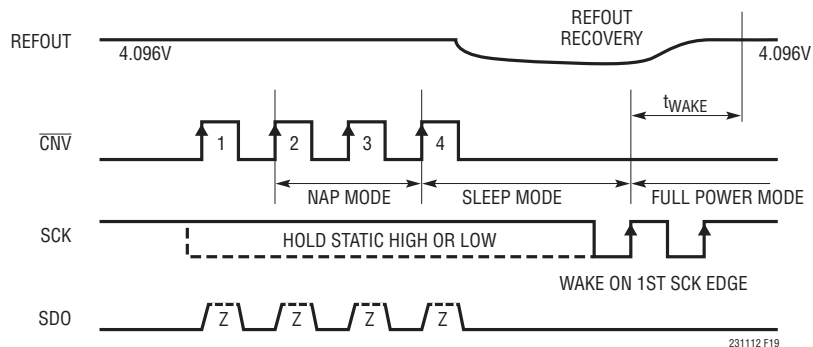 REFOUT
4.096V
REFOUT
RECOVERY
4.096V
tWAKE
CNV
1
2
3
4
NAP MODE
SLEEP MODE
FULL POWER MODE
SCK
HOLD STATIC HIGH OR LOW
WAKE ON 1ST SCK EDGE
SDO
Z
Z
Z
Z
231112 F19